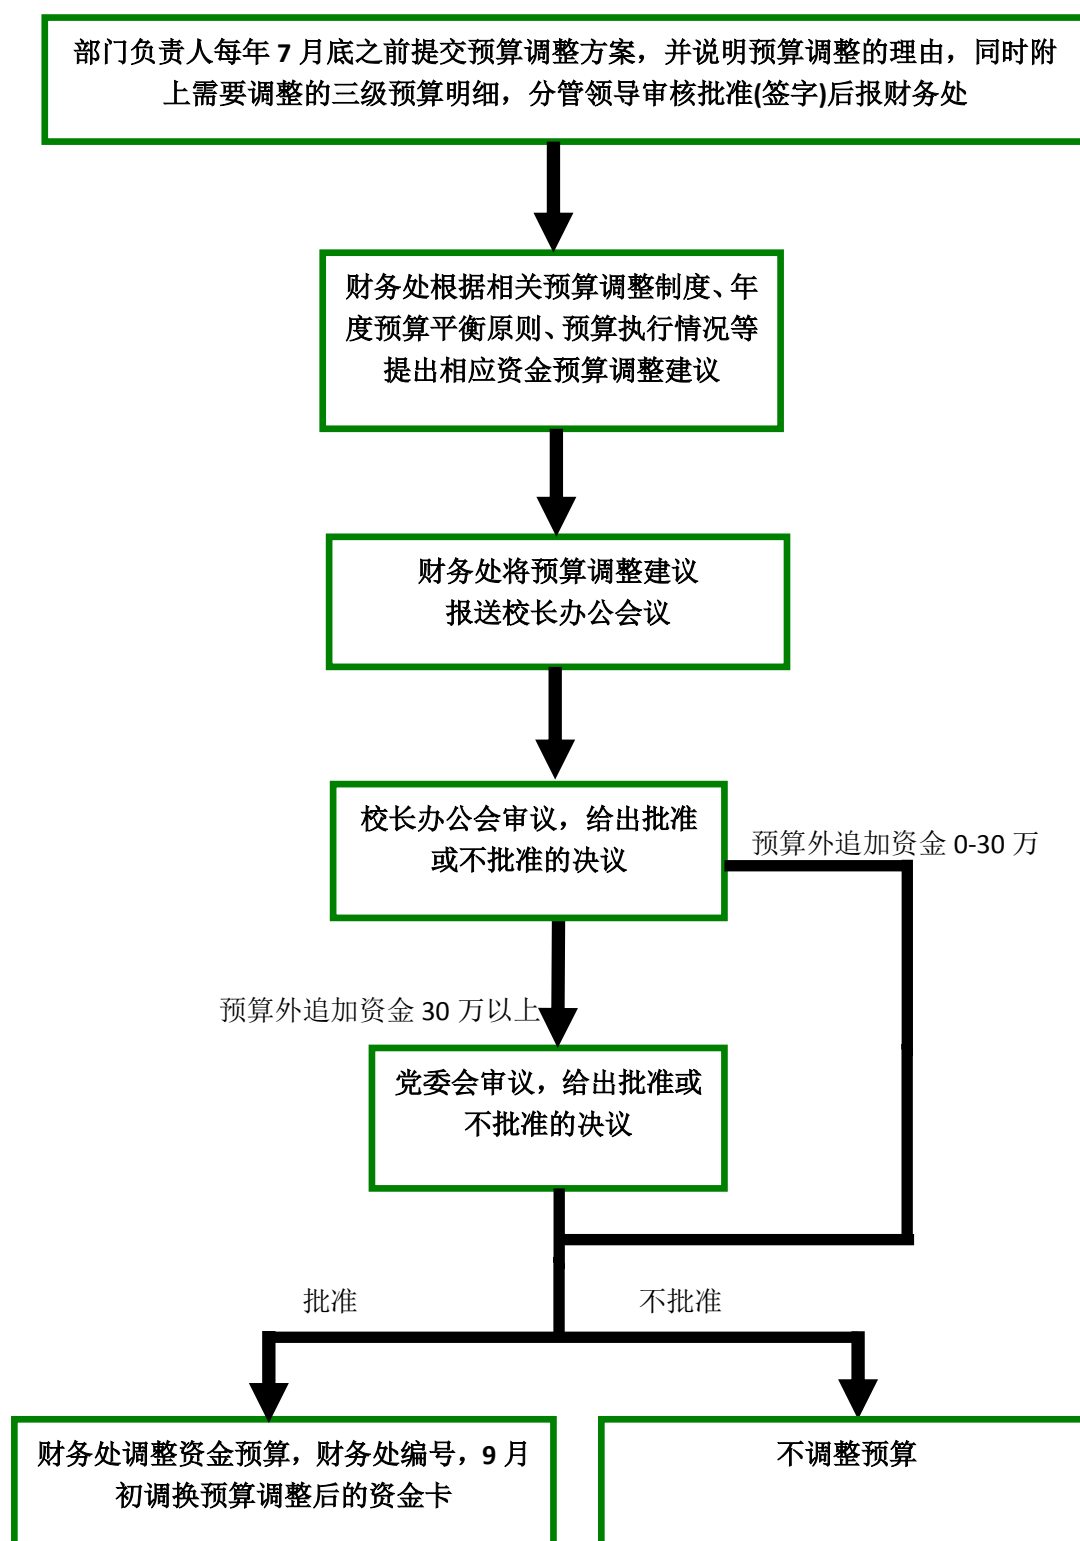 部门负责人每年 7 月底之前提交预算调整方案，并说明预算调整的理由，同时附
上需要调整的三级预算明细，分管领导审核批准(签字)后报财务处
财务处根据相关预算调整制度、年
度预算平衡原则、预算执行情况等
提出相应资金预算调整建议
财务处将预算调整建议
报送校长办公会议
校长办公会审议，给出批准
或不批准的决议
预算外追加资金 0-30 万
预算外追加资金 30 万以上
党委会审议，给出批准或
不批准的决议
批准
不批准
财务处调整资金预算，财务处编号，9 月
初调换预算调整后的资金卡
不调整预算